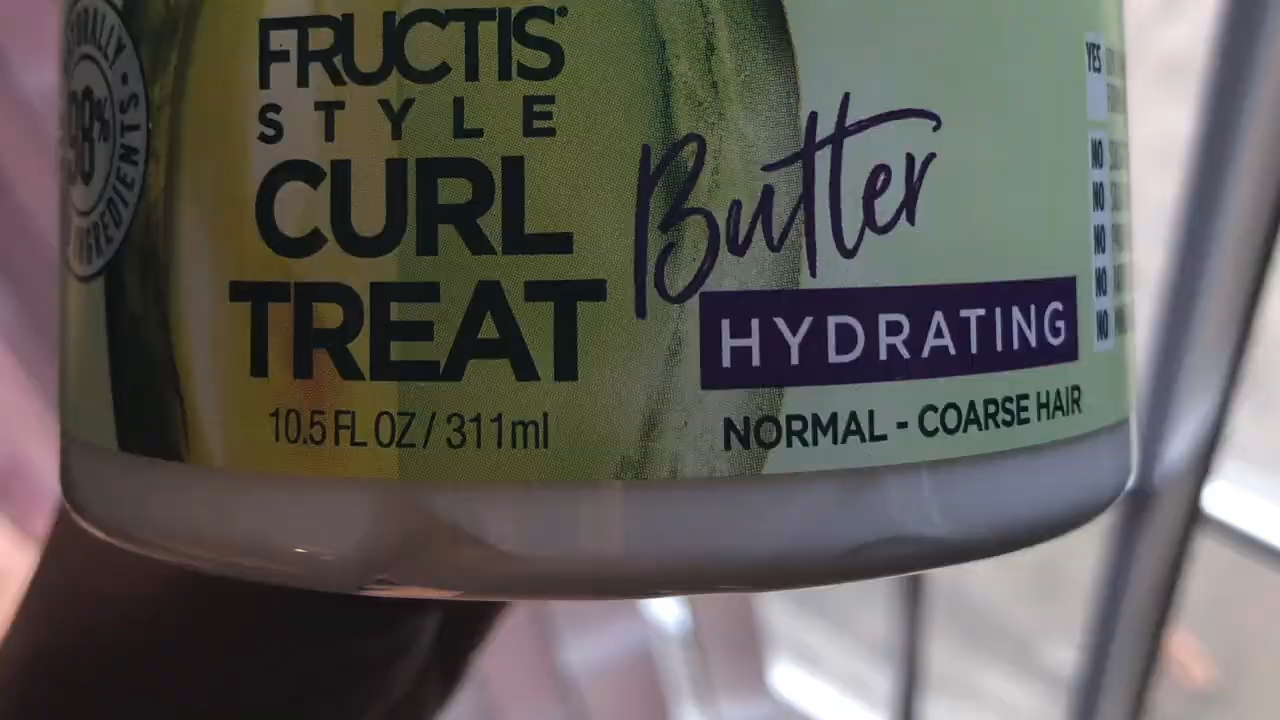 FRUCTIS
STYLE
CURL
TREAT
10.5 FL OZ / 311ml
Butter
HYDRATING
NORMAL - COARSE HAIR
98%
INGREDIENTS
YES
NO
NO
NO
NO
NO